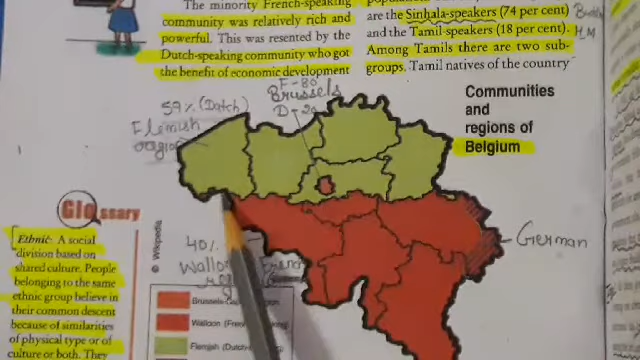 The minority French-speaking
community was relatively rich and
powerful. This was resented by the
Dutch-speaking community who got
the benefit of economic development
are the Sinhala-speakers (74 per cent)
and the Tamil-speakers (18 per cent).
Among Tamils there are two sub-
groups. Tamil natives of the country
H.M
Communities
and
regions of
Belgium
F-80
Brussels
D-20
59% (Dutch)
Flemish
region
German
40%
© Wikipedia
Glossary
Ethnic: A social
division based on
shared culture. People
belonging to the same
ethnic group believe in
their common descent
because of similarities
of physical type or of
culture or both. They
Walloon (Fren
Flemish (Dutch-